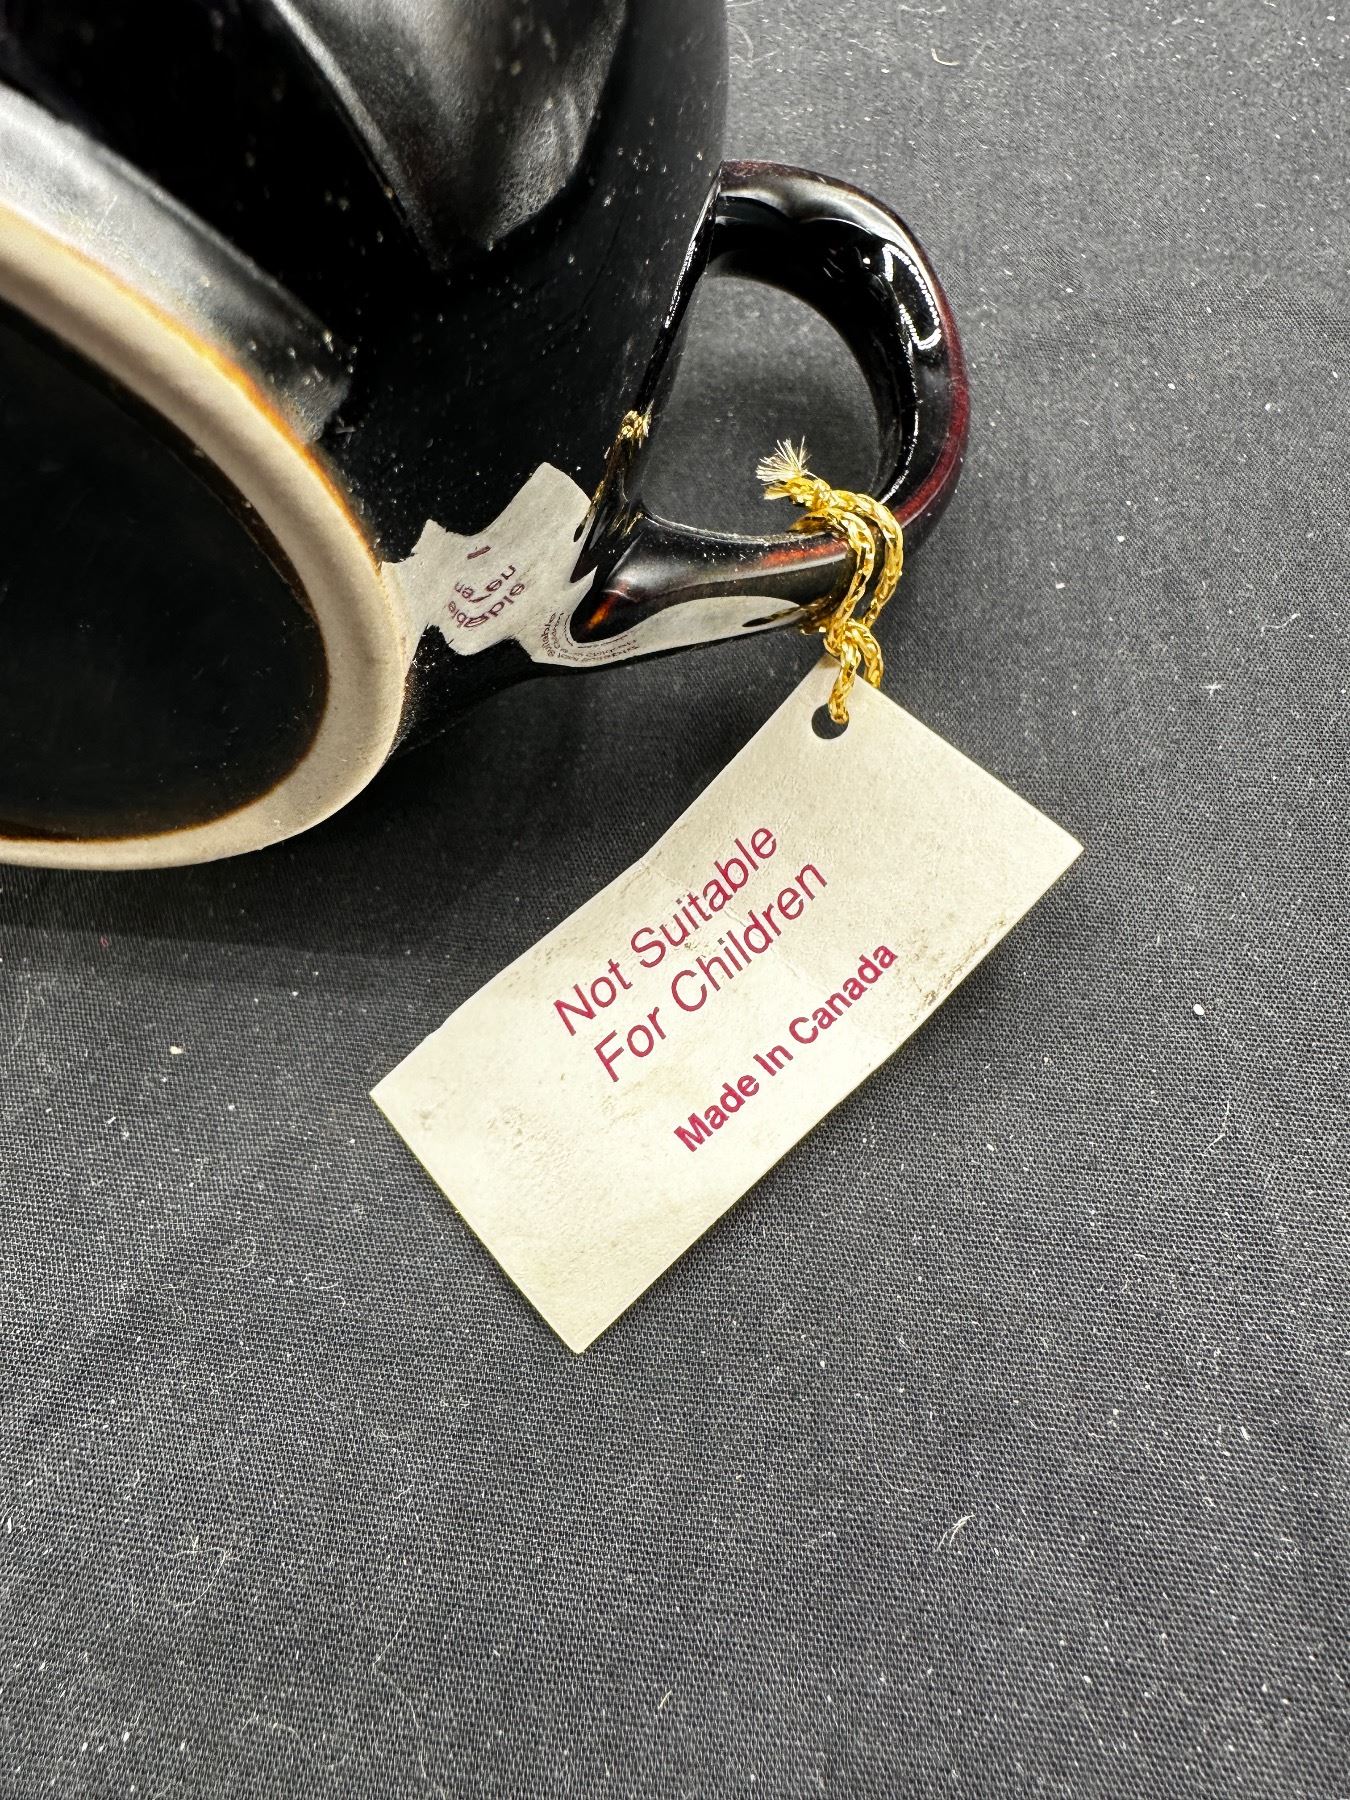 Not Suitable
For Children
Made In Canada